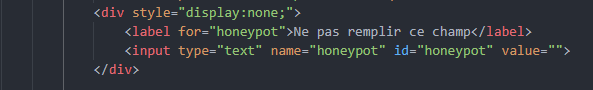 <div style="display:none;">
<label for="honeypot">Ne pas remplir ce champ</label>
<input type="text" name="honeypot" id="honeypot" value="">
</div>